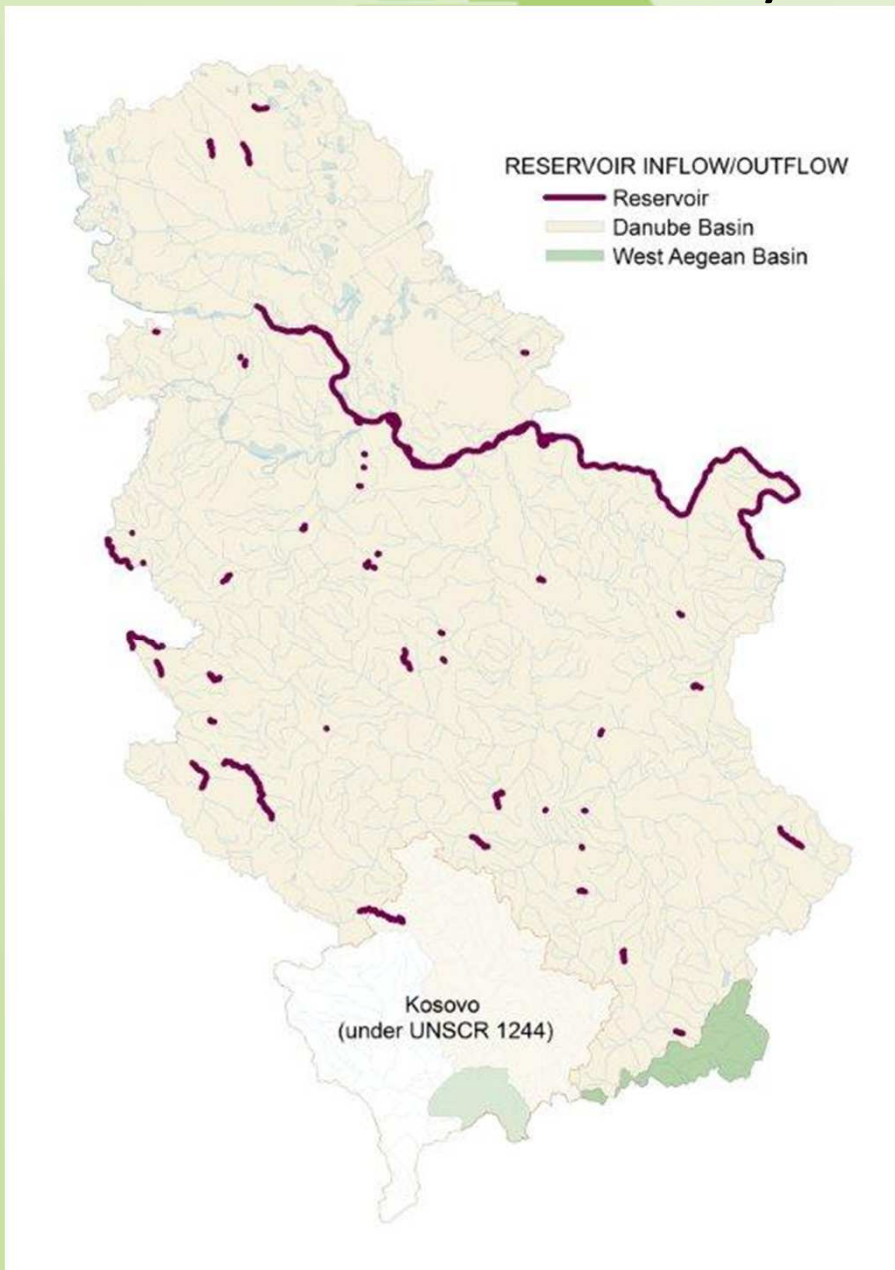 RESERVOIR INFLOW/OUTFLOW
Reservoir
Danube Basin
West Aegean Basin
Kosovo
(under UNSCR 1244)